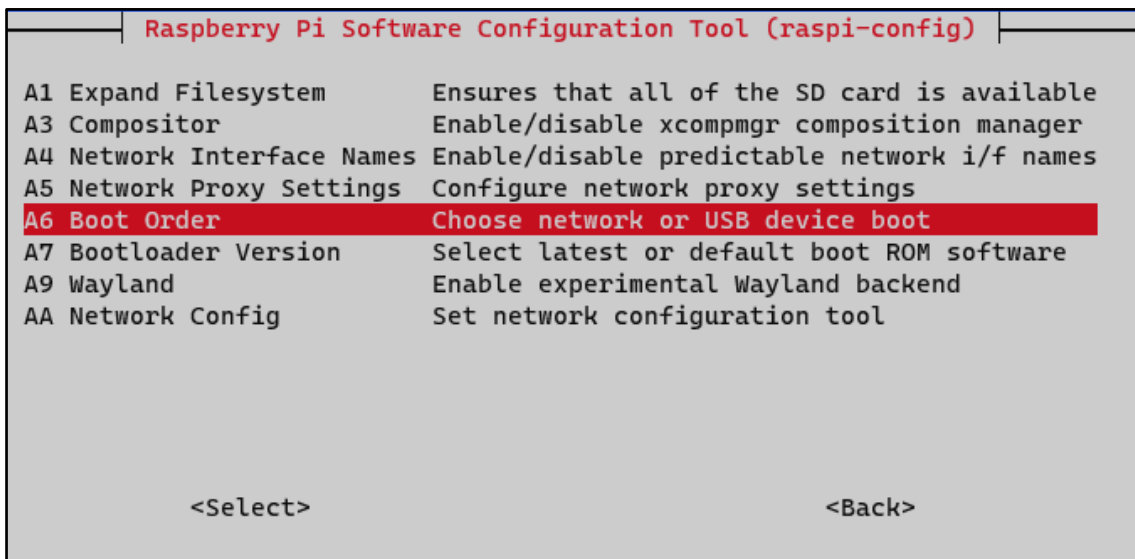 Raspberry Pi Software Configuration Tool (raspi-config)
A1 Expand Filesystem Ensures that all of the SD card is available
A3 Compositor Enable/disable xcompmgr composition manager
A4 Network Interface Names Enable/disable predictable network i/f names
A5 Network Proxy Settings Configure network proxy settings
A6 Boot Order Choose network or USB device boot
A7 Bootloader Version Select latest or default boot ROM software
A9 Wayland Enable experimental Wayland backend
AA Network Config Set network configuration tool
<Select> <Back>